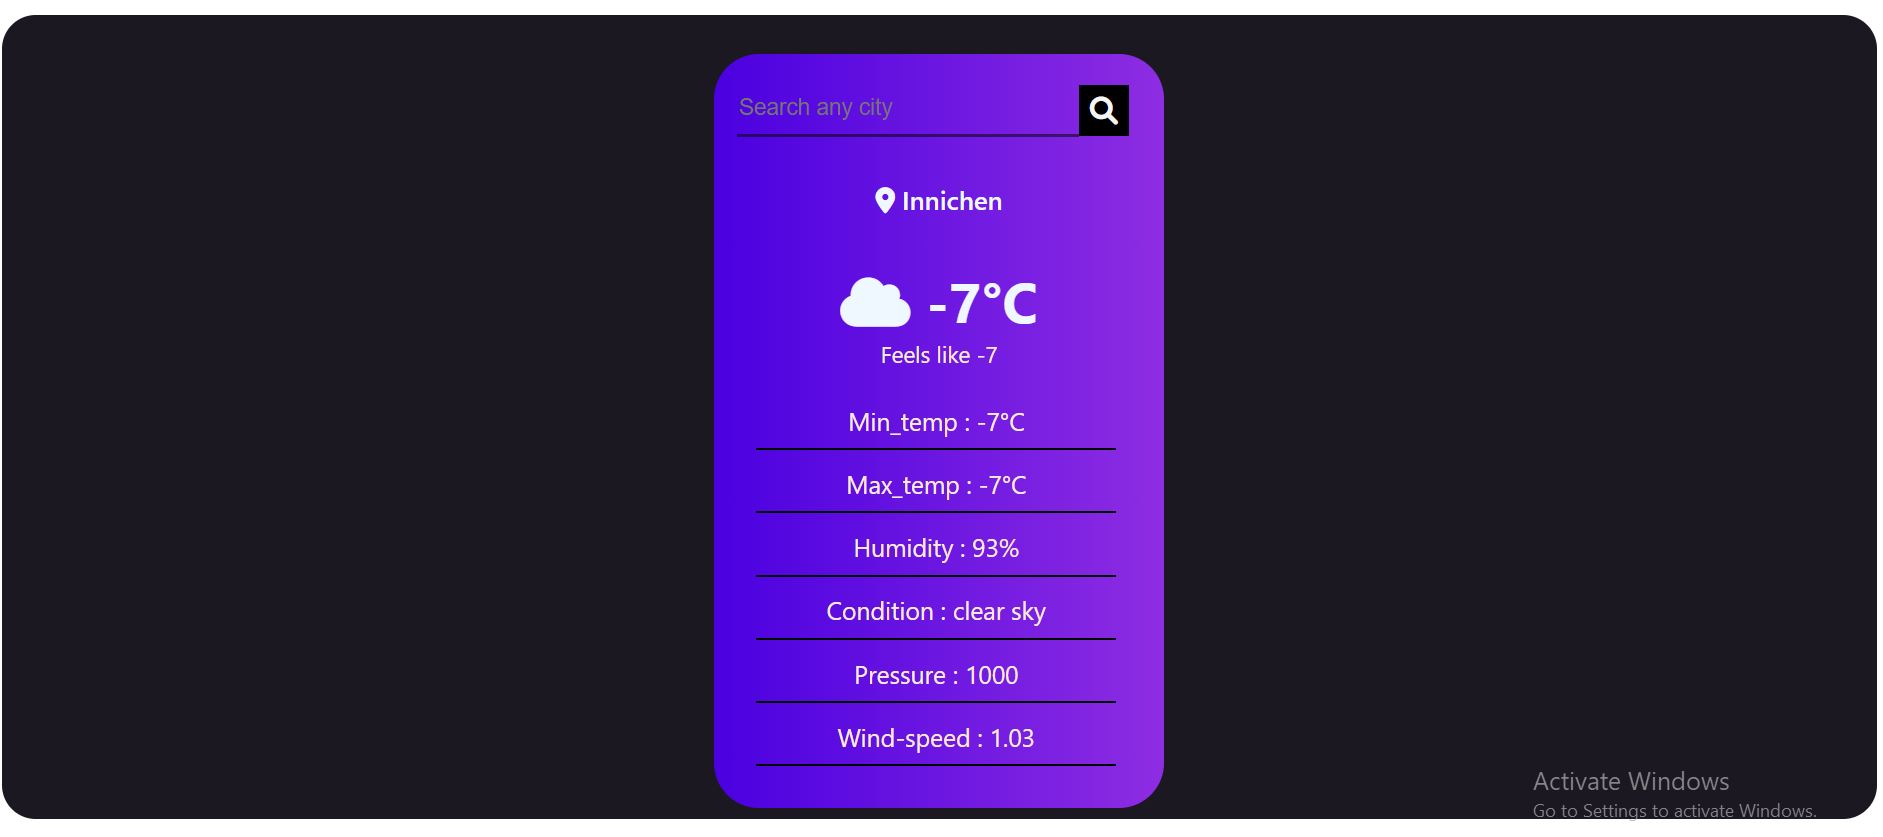 Search any city
Innichen
-7°C
Feels like -7
Min_temp : -7°C
Max_temp : -7°C
Humidity : 93%
Condition : clear sky
Pressure : 1000
Wind-speed : 1.03
Activate Windows
Go to Settings to activate Windows.